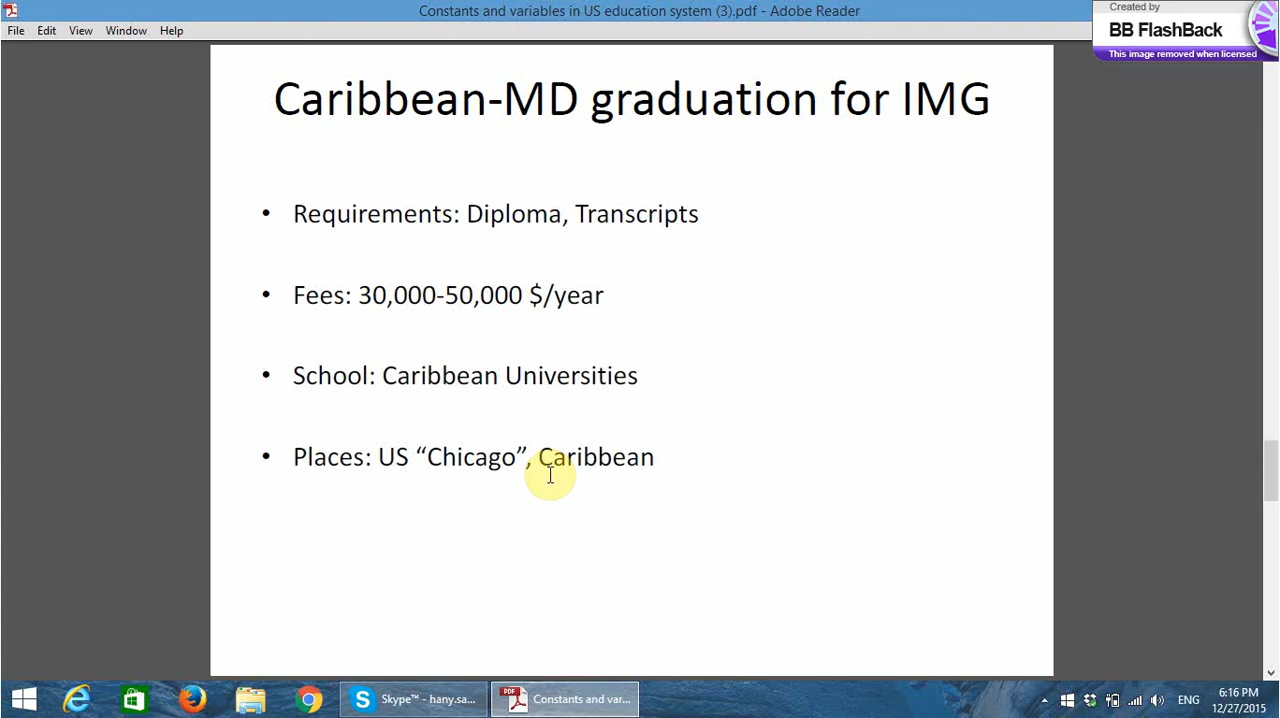 Constants and variables in US education system (3).pdf - Adobe Reader
Created by
BB FlashBack
This image removed when licensed
File Edit View Window Help
Caribbean-MD graduation for IMG
• Requirements: Diploma, Transcripts
• Fees: 30,000-50,000 $/year
• School: Caribbean Universities
• Places: US “Chicago”, Caribbean
Skype™ - hany.sa...
Constants and var...
ENG
6:16 PM
12/27/2015